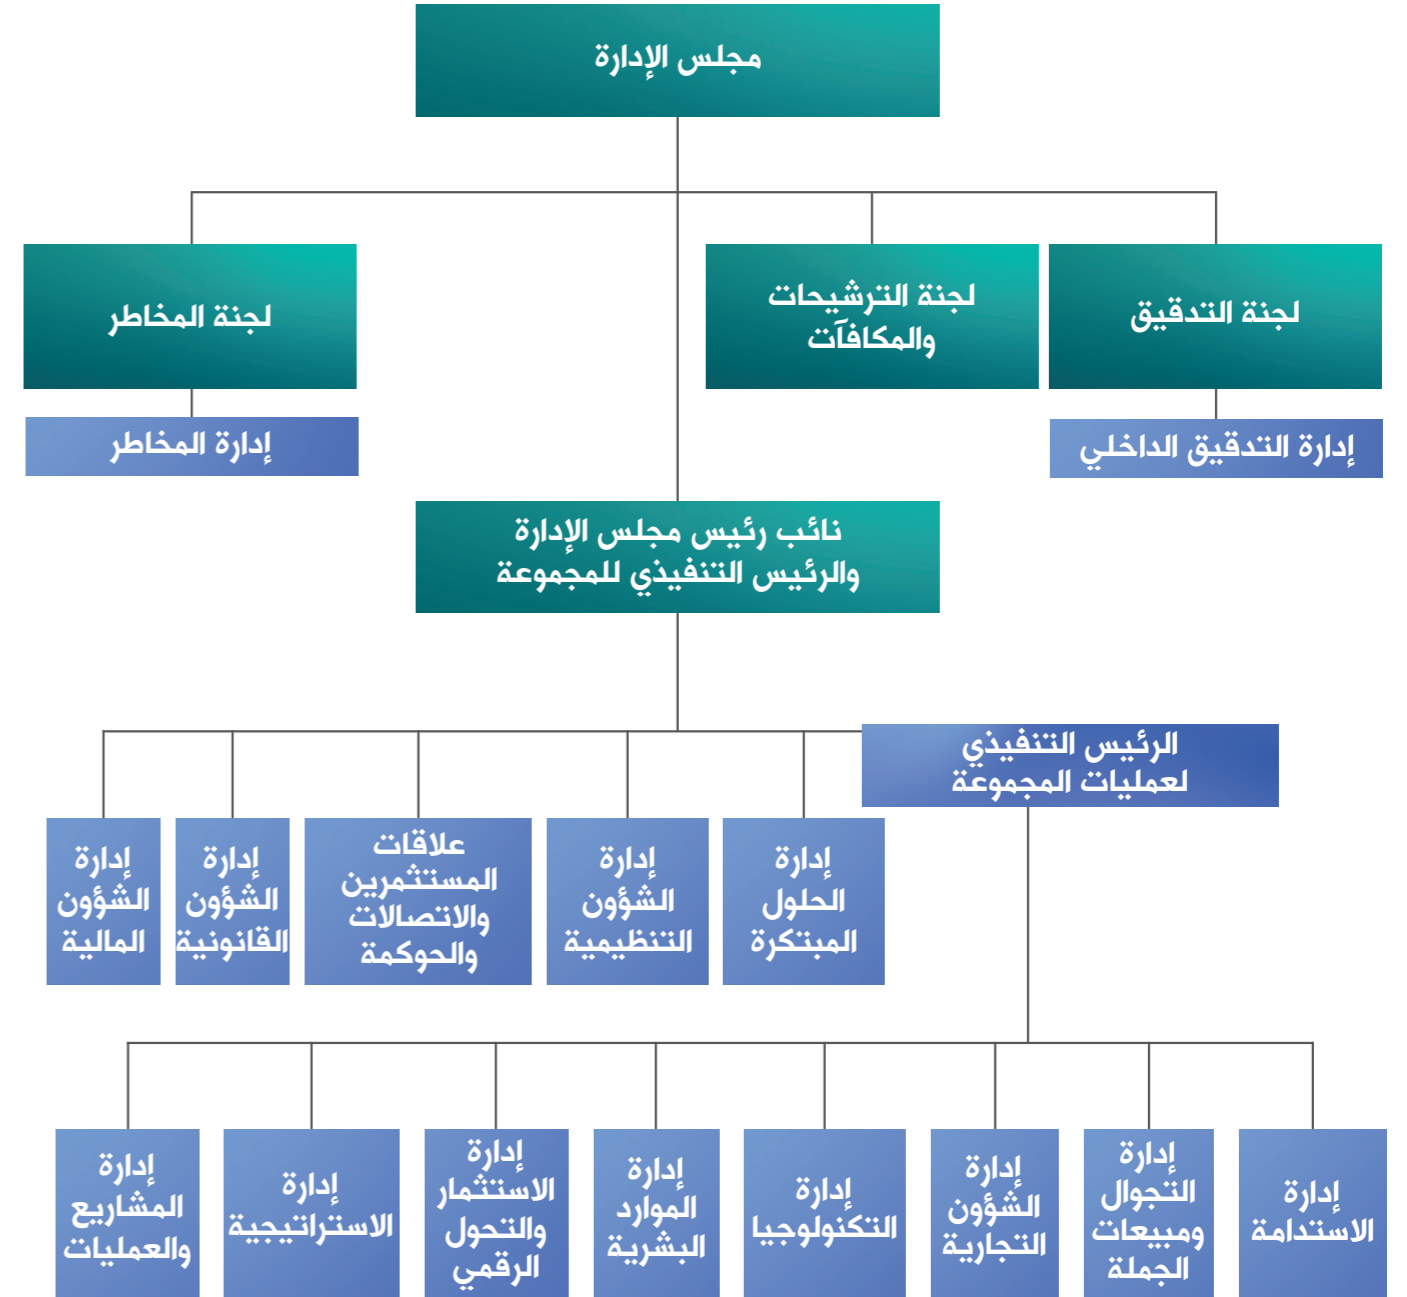 مجلس الإدارة
لجنة التدقيق
لجنة الترشيحات
والمكافآت
لجنة المخاطر
إدارة التدقيق الداخلي
إدارة المخاطر
نائب رئيس مجلس الإدارة
والرئيس التنفيذي للمجموعة
الرئيس التنفيذي
لعمليات المجموعة
إدارة
الحلول
المبتكرة
إدارة
الشؤون
التنظيمية
علاقات
المستثمرين
والاتصالات
والحوكمة
إدارة
الشؤون
القانونية
إدارة
الشؤون
المالية
إدارة
الاستدامة
إدارة
التجوال
ومبيعات
الجملة
إدارة
الشؤون
التجارية
إدارة
التكنولوجيا
إدارة
الموارد
البشرية
إدارة
الاستثمار
والتحول
الرقمي
إدارة
الاستراتيجية
إدارة
المشاريع
والعمليات